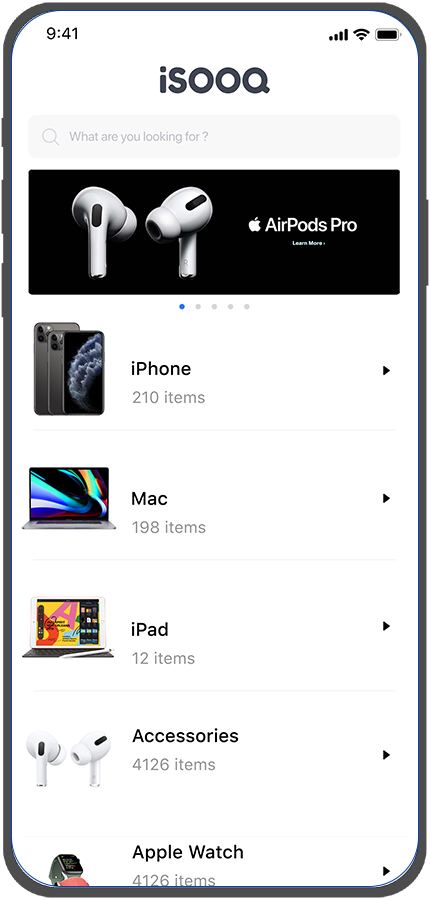 9:41
iSOOQ
What are you looking for ?
AirPods Pro
Learn More ›
iPhone
210 items
Mac
198 items
iPad
12 items
Accessories
4126 items
Apple Watch
4126 items